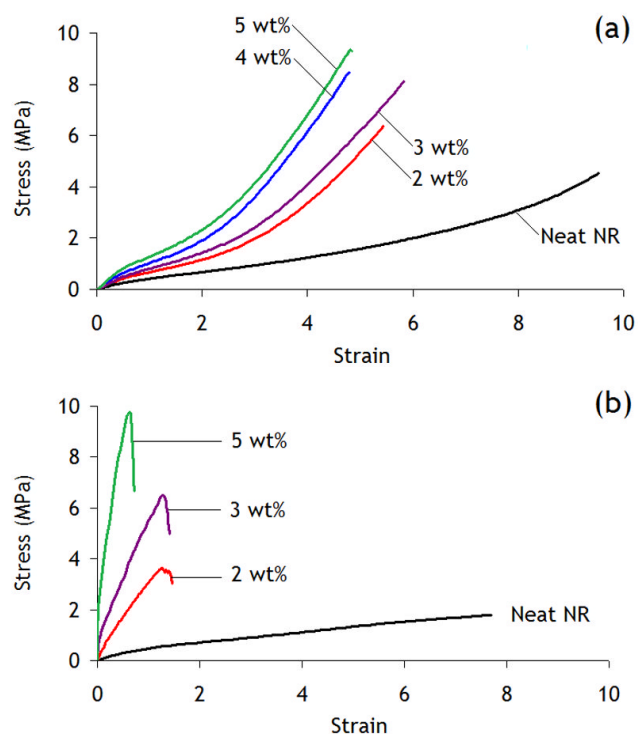 (a)
10
8
6
4
2
0
Stress (MPa)
5 wt%
4 wt%
3 wt%
2 wt%
Neat NR
0 2 4 6 8 10
Strain
(b)
10
8
6
4
2
0
Stress (MPa)
5 wt%
3 wt%
2 wt%
Neat NR
0 2 4 6 8 10
Strain